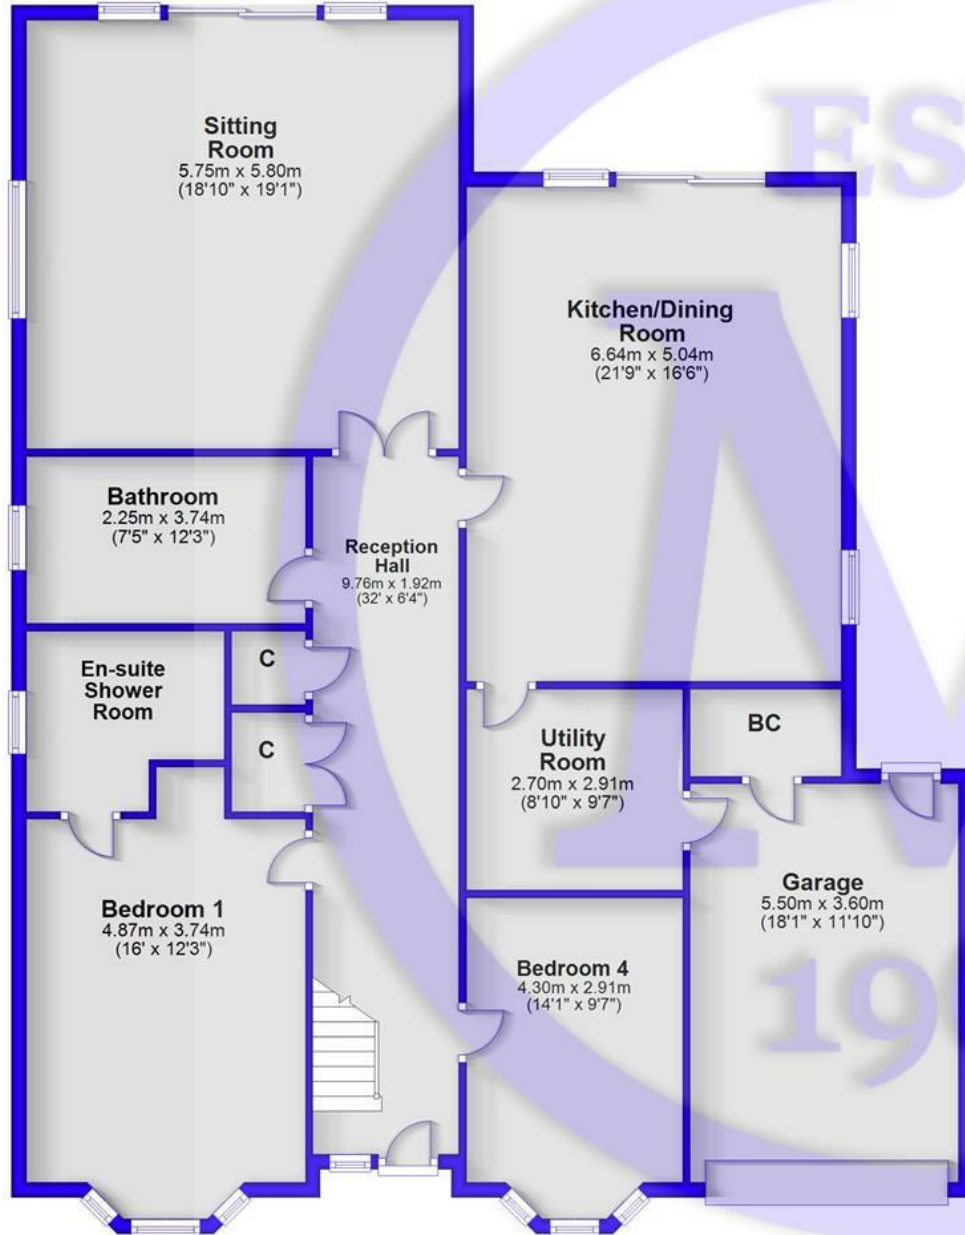 Sitting
Room
5.75m x 5.80m
(18'10" x 19'1")
Kitchen/Dining
Room
6.64m x 5.04m
(21'9" x 16'6")
Bathroom
2.25m x 3.74m
(7'5" x 12'3")
Reception
Hall
9.76m x 1.92m
(32' x 6'4")
En-suite
Shower
Room
C
C
Utility
Room
2.70m x 2.91m
(8'10" x 9'7")
BC
Bedroom 1
4.87m x 3.74m
(16' x 12'3")
Bedroom 4
4.30m x 2.91m
(14'1" x 9'7")
Garage
5.50m x 3.60m
(18'1" x 11'10")
ES
M
19